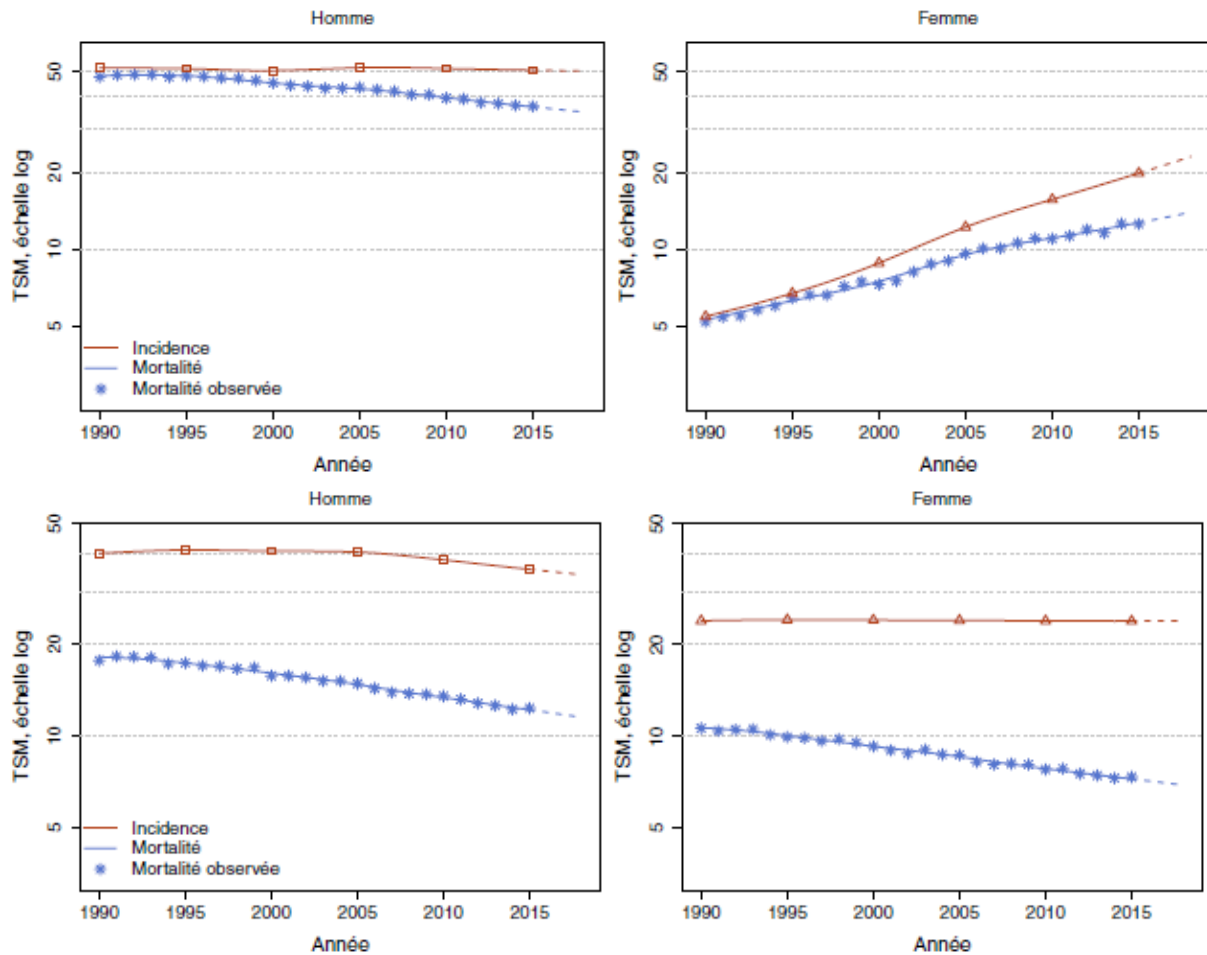 Homme
TSM, échelle log
50
20
10
5
Incidence
Mortalité
Mortalité observée
1990 1995 2000 2005 2010 2015
Année
Femme
TSM, échelle log
50
20
10
5
1990 1995 2000 2005 2010 2015
Année
Homme
TSM, échelle log
50
20
10
5
Incidence
Mortalité
Mortalité observée
1990 1995 2000 2005 2010 2015
Année
Femme
TSM, échelle log
50
20
10
5
1990 1995 2000 2005 2010 2015
Année